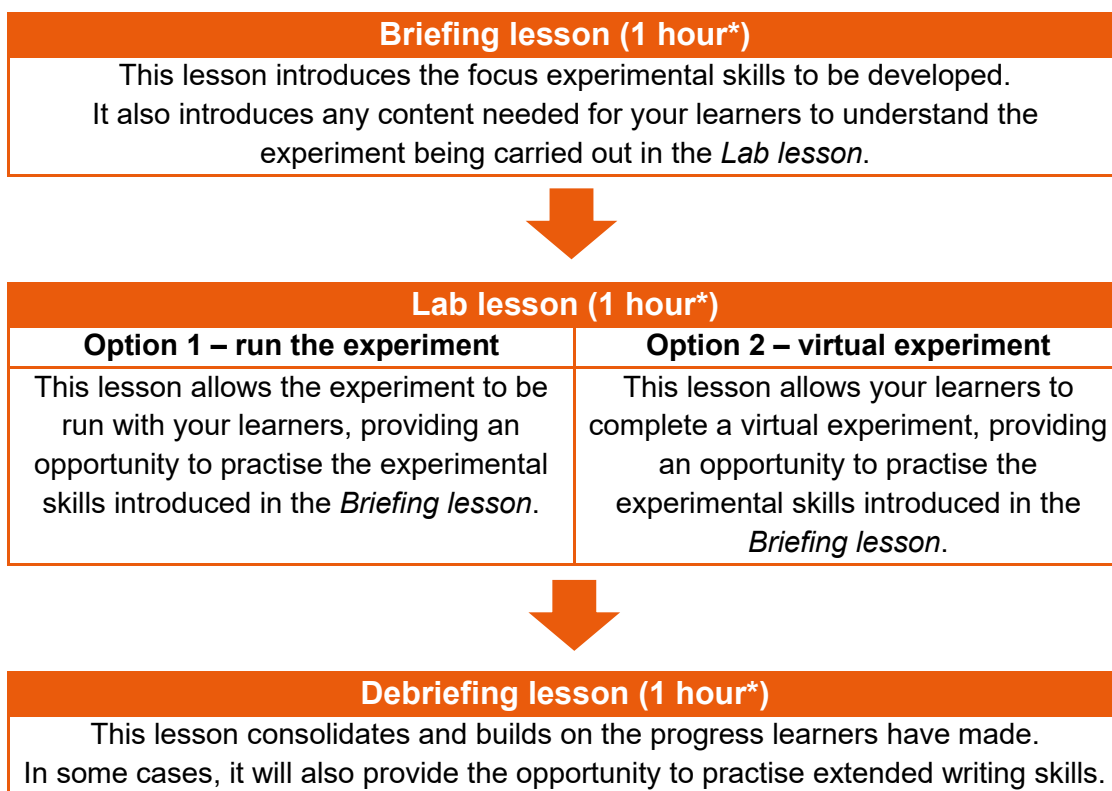 Briefing lesson (1 hour*)
This lesson introduces the focus experimental skills to be developed.
It also introduces any content needed for your learners to understand the
experiment being carried out in the Lab lesson.
Lab lesson (1 hour*)
Option 1 – run the experiment
This lesson allows the experiment to be
run with your learners, providing an
opportunity to practise the experimental
skills introduced in the Briefing lesson.
Option 2 – virtual experiment
This lesson allows your learners to
complete a virtual experiment, providing
an opportunity to practise the
experimental skills introduced in the
Briefing lesson.
Debriefing lesson (1 hour*)
This lesson consolidates and builds on the progress learners have made.
In some cases, it will also provide the opportunity to practise extended writing skills.